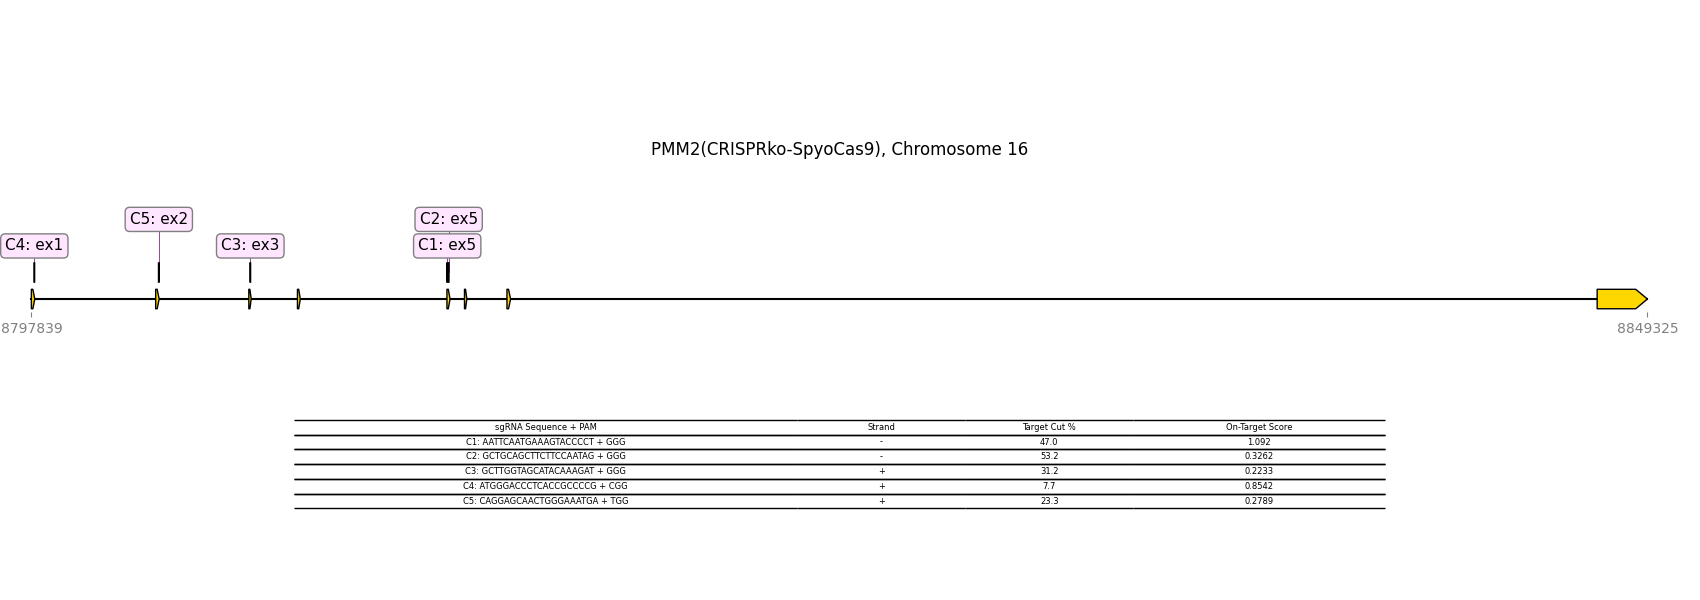 PMM2(CRISPRko-SpyoCas9), Chromosome 16
C5: ex2
C2: ex5
C4: ex1
C3: ex3
C1: ex5
8797839
8849325
sgRNA Sequence + PAM Strand Target Cut % On-Target Score
C1: AATTCAATGAAAGTACCCCT + GGG - 47.0 1.092
C2: GCTGCAGCTTCTTCCAATAG + GGG - 53.2 0.3262
C3: GCTTGGTAGCATACAAAGAT + GGG + 31.2 0.2233
C4: ATGGGACCCTCACCGCCCCG + CGG + 7.7 0.8542
C5: CAGGAGCAACTGGGAAATGA + TGG + 23.3 0.2789